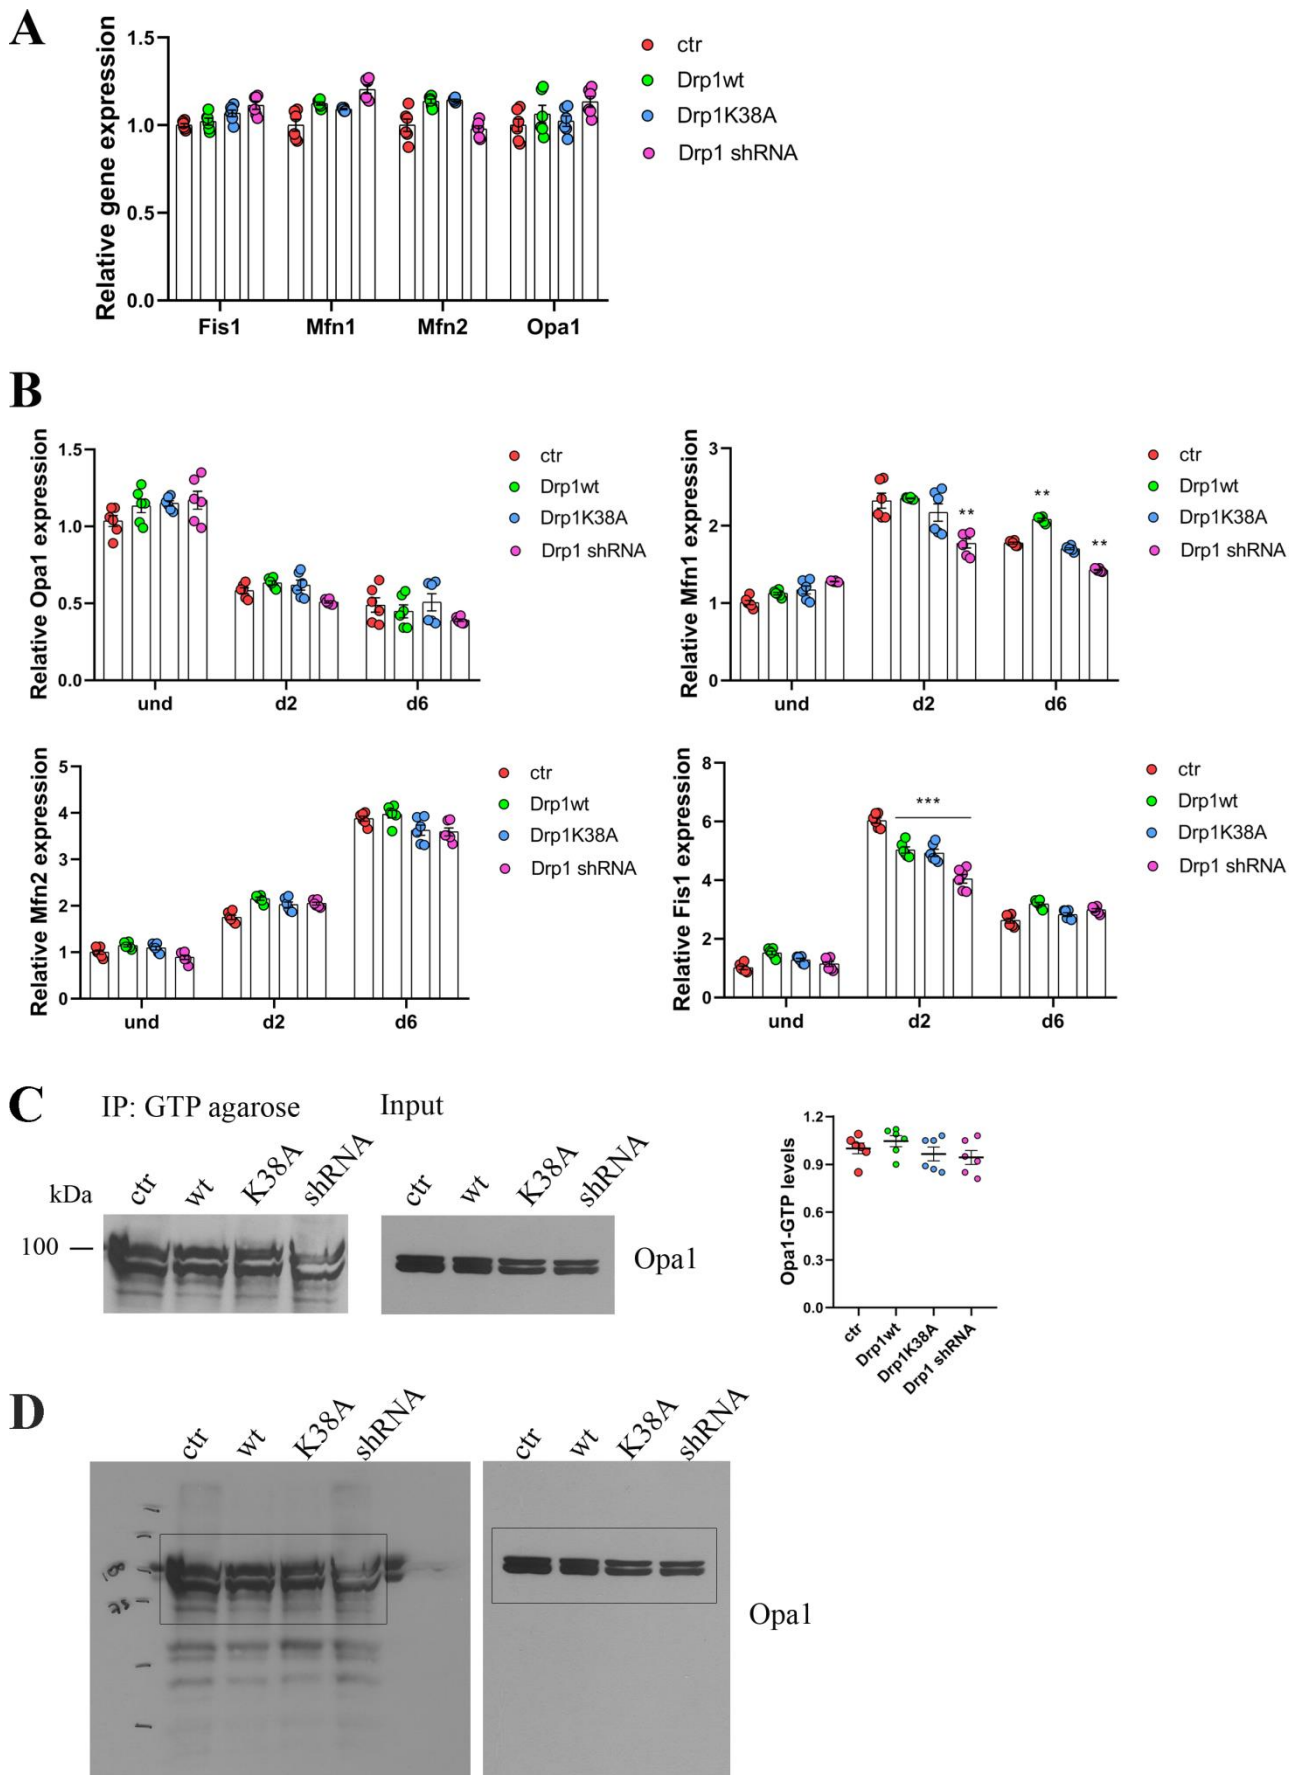 A
Relative gene expression
1.5
1.0
0.5
0.0
Fis1 Mfn1 Mfn2 Opa1
ctr
Drp1wt
Drp1K38A
Drp1 shRNA
B
Relative Opa1 expression
1.5
1.0
0.5
0.0
und d2 d6
ctr
Drp1wt
Drp1K38A
Drp1 shRNA
Relative Mfn1 expression
3
2
1
0
**
**
**
und d2 d6
ctr
Drp1wt
Drp1K38A
Drp1 shRNA
Relative Mfn2 expression
5
4
3
2
1
0
und d2 d6
ctr
Drp1wt
Drp1K38A
Drp1 shRNA
Relative Fis1 expression
8
6
4
2
0
***
und d2 d6
ctr
Drp1wt
Drp1K38A
Drp1 shRNA
C
IP: GTP agarose
Input
kDa
ctr wt K38A shRNA
ctr wt K38A shRNA
100
Opa1
Opa1-GTP levels
1.2
0.9
0.6
0.3
0.0
ctr Drp1wt Drp1K38A Drp1 shRNA
D
ctr wt K38A shRNA
ctr wt K38A shRNA
100
75
Opa1